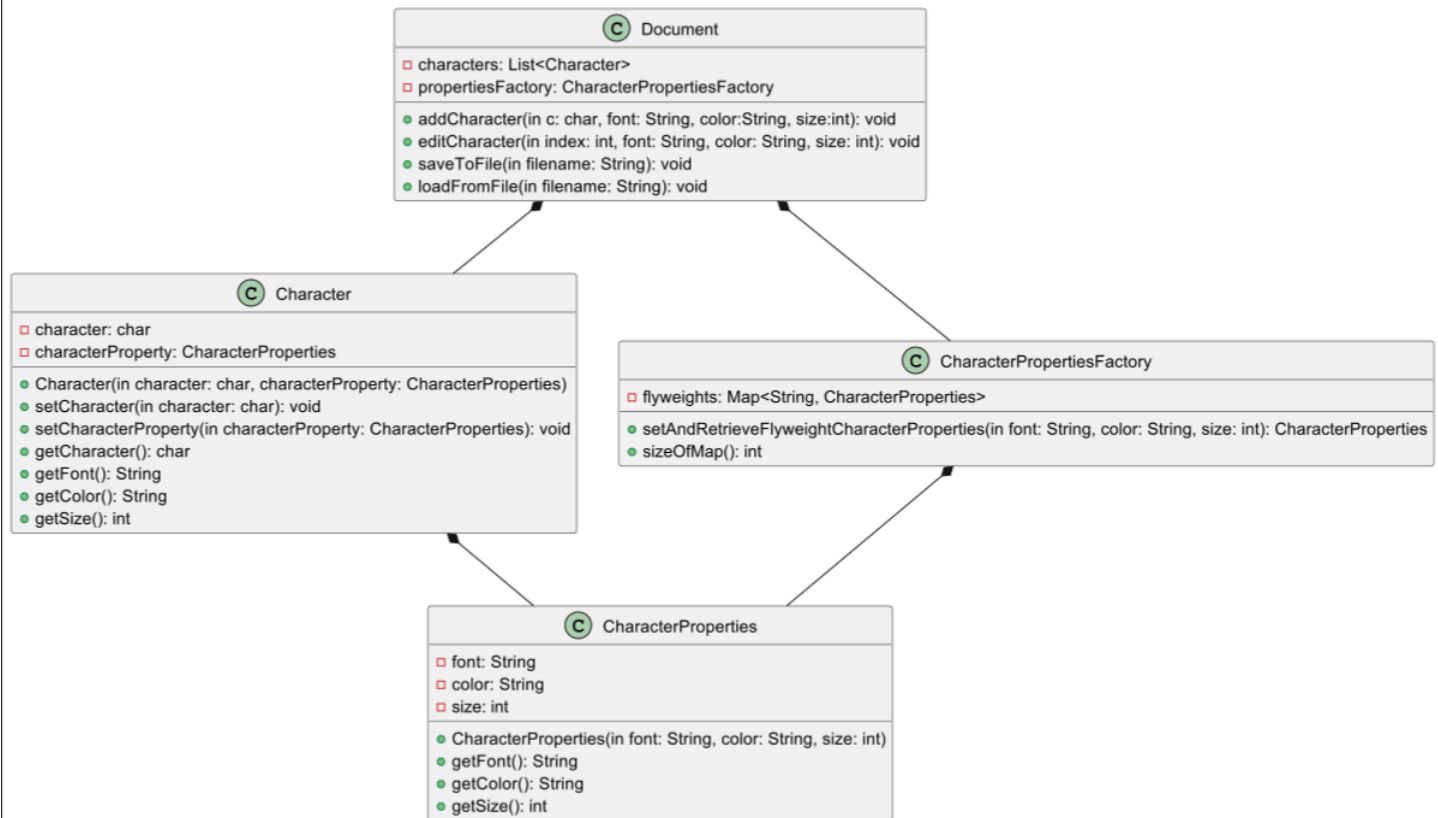 C Document
characters: List<Character>
propertiesFactory: CharacterPropertiesFactory
addCharacter(in c: char, font: String, color:String, size:int): void
editCharacter(in index: int, font: String, color: String, size: int): void
saveToFile(in filename: String): void
loadFromFile(in filename: String): void
C Character
character: char
characterProperty: CharacterProperties
Character(in character: char, characterProperty: CharacterProperties)
setCharacter(in character: char): void
setCharacterProperty(in characterProperty: CharacterProperties): void
getCharacter(): char
getFont(): String
getColor(): String
getSize(): int
C CharacterPropertiesFactory
flyweights: Map<String, CharacterProperties>
setAndRetrieveFlyweightCharacterProperties(in font: String, color: String, size: int): CharacterProperties
sizeOfMap(): int
C CharacterProperties
font: String
color: String
size: int
CharacterProperties(in font: String, color: String, size: int)
getFont(): String
getColor(): String
getSize(): int